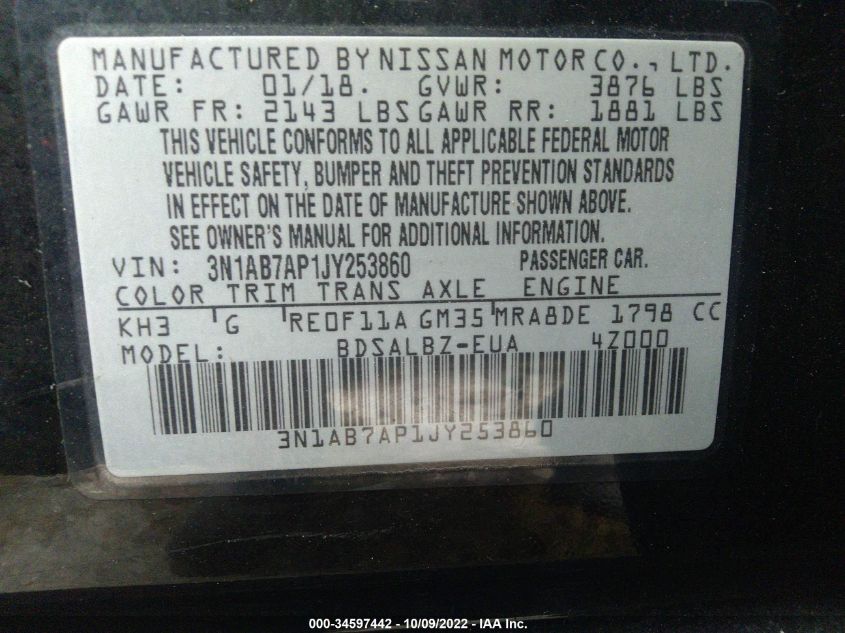 MANUFACTURED BY NISSAN MOTOR CO., LTD.
DATE: 01/18. GVWR: 3876 LBS
GAWR FR: 2143 LBS GAWR RR: 1881 LBS
THIS VEHICLE CONFORMS TO ALL APPLICABLE FEDERAL MOTOR
VEHICLE SAFETY, BUMPER AND THEFT PREVENTION STANDARDS
IN EFFECT ON THE DATE OF MANUFACTURE SHOWN ABOVE.
SEE OWNER'S MANUAL FOR ADDITIONAL INFORMATION.
VIN: 3N1AB7AP1JY253860 PASSENGER CAR.
COLOR TRIM TRANS AXLE ENGINE
KH3 G RE0F11A GM35 MRA8DE 1798 CC
MODEL: BDSALBZ-EUA 4Z000
3N1AB7AP1JY253860
000-34597442 - 10/09/2022 - IAA Inc.